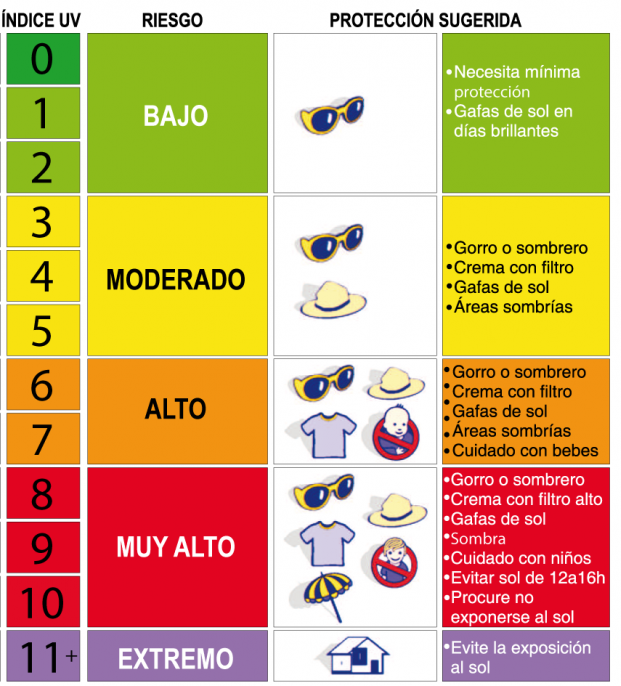 ÍNDICE UV
RIESGO
PROTECCIÓN SUGERIDA
0
1
2
BAJO
•Necesita mínima
protección
•Gafas de sol en
días brillantes
3
4
5
MODERADO
•Gorro o sombrero
•Crema con filtro
•Gafas de sol
•Áreas sombrías
6
7
ALTO
•Gorro o sombrero
•Crema con filtro
•Gafas de sol
•Áreas sombrías
•Cuidado con bebes
8
9
10
MUY ALTO
•Gorro o sombrero
•Crema con filtro alto
•Gafas de sol
•Sombra
•Cuidado con niños
•Evitar sol de 12a16h
•Procure no
exponerse al sol
11+
EXTREMO
•Evite la exposición
al sol